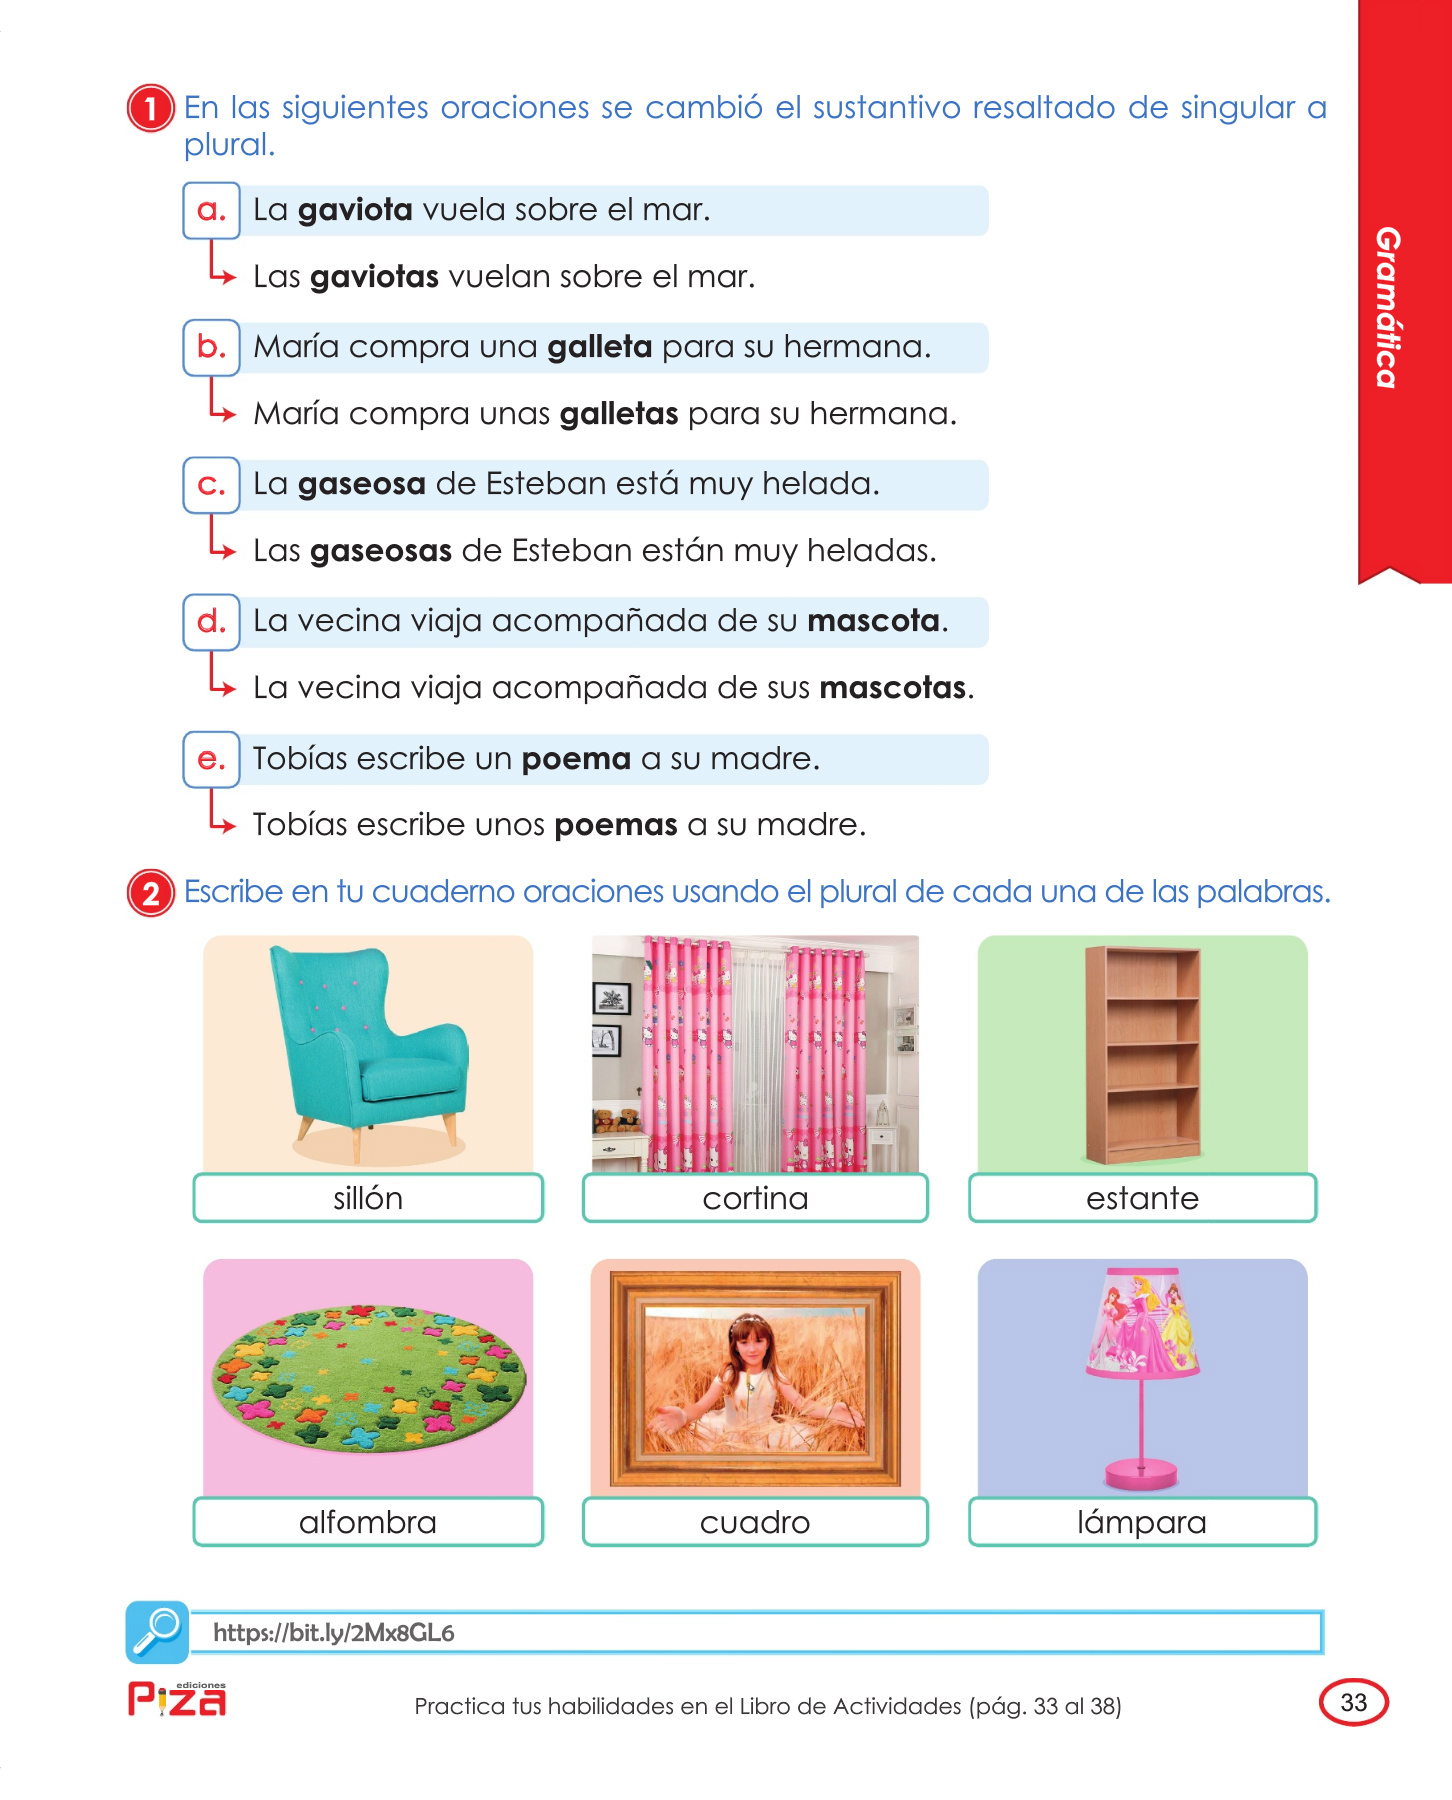 1 En las siguientes oraciones se cambió el sustantivo resaltado de singular a
plural.
a. La gaviota vuela sobre el mar.
Las gaviotas vuelan sobre el mar.
b. María compra una galleta para su hermana.
María compra unas galletas para su hermana.
c. La gaseosa de Esteban está muy helada.
Las gaseosas de Esteban están muy heladas.
d. La vecina viaja acompañada de su mascota.
La vecina viaja acompañada de sus mascotas.
e. Tobías escribe un poema a su madre.
Tobías escribe unos poemas a su madre.
Gramática
2 Escribe en tu cuaderno oraciones usando el plural de cada una de las palabras.
sillón
cortina
estante
alfombra
cuadro
lámpara
https://bit.ly/2Mx8GL6
ediciones
Piza
Practica tus habilidades en el Libro de Actividades (pág. 33 al 38)
33